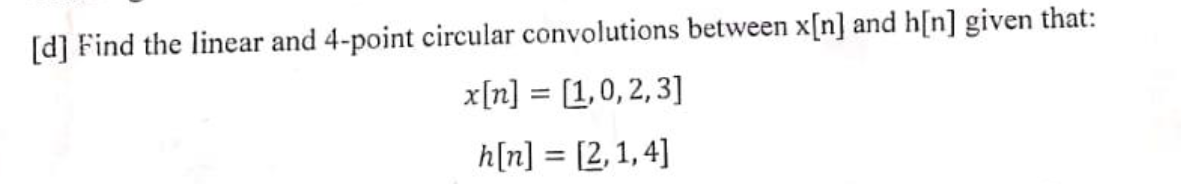 [d] Find the linear and 4-point circular convolutions between x[n] and h[n] given that:
x[n] = [1, 0, 2, 3]
h[n] = [2, 1, 4]